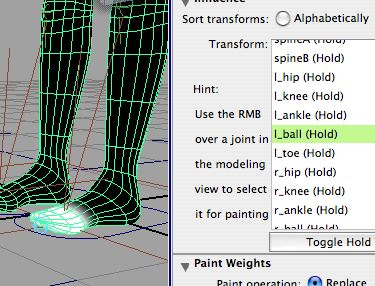 Influence
Sort transforms:
Alphabetically
Transform:
spineA (Hold)
spineB (Hold)
l_hip (Hold)
l_knee (Hold)
l_ankle (Hold)
l_ball (Hold)
l_toe (Hold)
r_hip (Hold)
r_knee (Hold)
r_ankle (Hold)
r_ball (Hold)
Hint:
Use the RMB
over a joint in
the modeling
view to select
it for painting
Toggle Hold
Paint Weights
Paint operation:
Replace